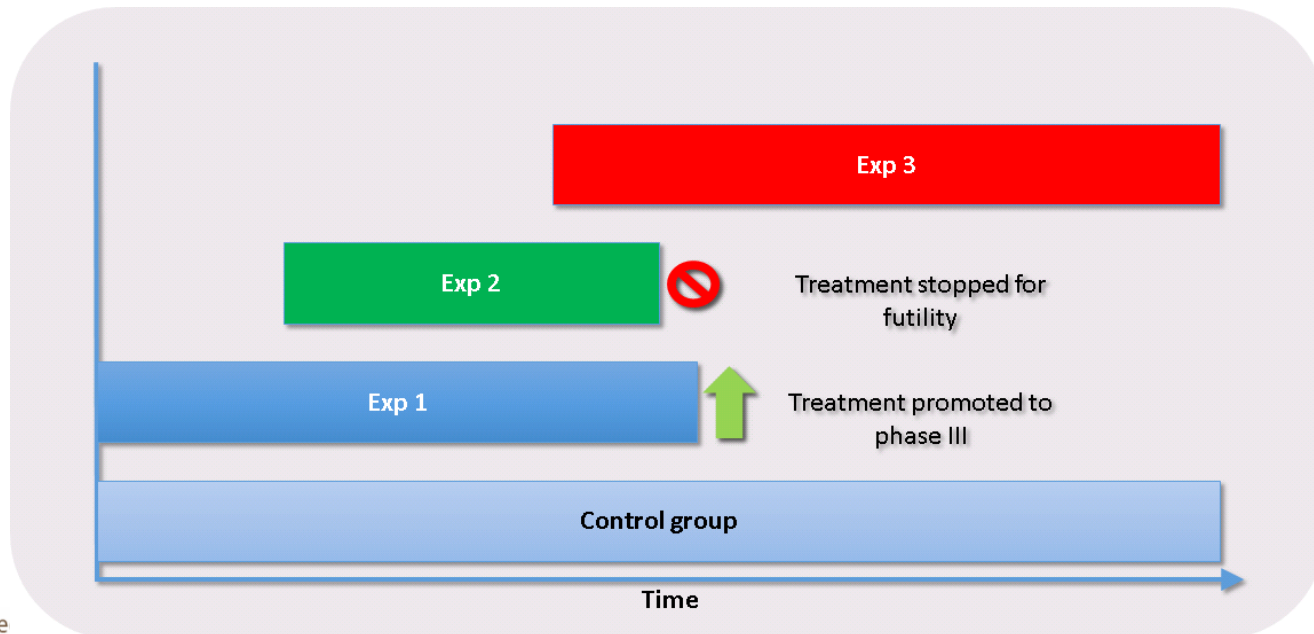 Exp 3
Exp 2
Treatment stopped for
futility
Exp 1
Treatment promoted to
phase III
Control group
Time
e